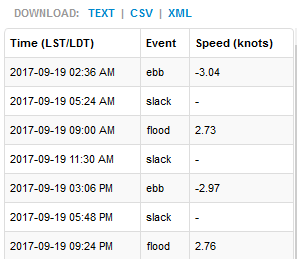 DOWNLOAD: TEXT | CSV | XML
Time (LST/LDT) Event Speed (knots)
2017-09-19 02:36 AM ebb -3.04
2017-09-19 05:24 AM slack -
2017-09-19 09:00 AM flood 2.73
2017-09-19 11:30 AM slack -
2017-09-19 03:06 PM ebb -2.97
2017-09-19 05:48 PM slack -
2017-09-19 09:24 PM flood 2.76